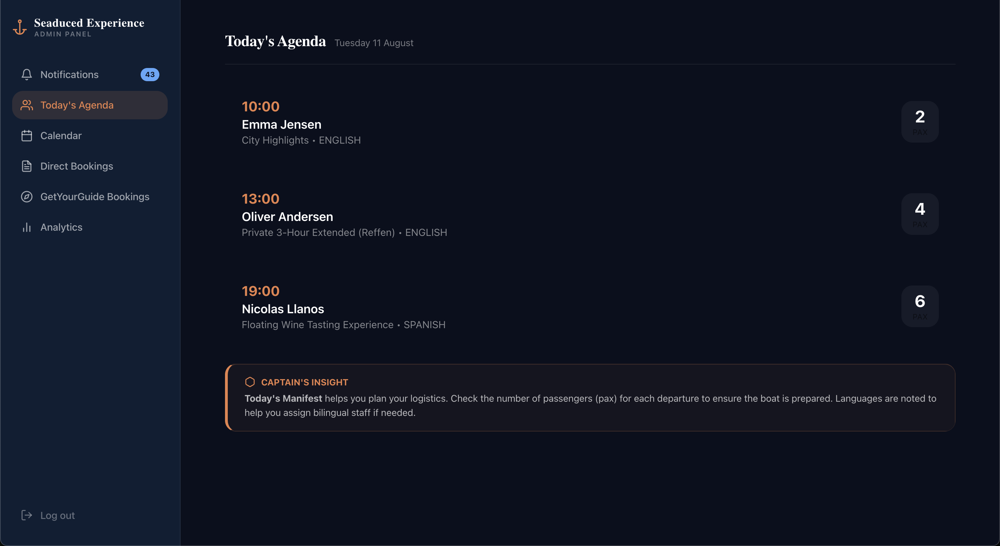 Seaduced Experience
ADMIN PANEL
Notifications 43
Today's Agenda
Calendar
Direct Bookings
GetYourGuide Bookings
Analytics
Log out
Today's Agenda Tuesday 11 August
10:00
Emma Jensen
City Highlights • ENGLISH
2
PAX
13:00
Oliver Andersen
Private 3-Hour Extended (Reffen) • ENGLISH
4
PAX
19:00
Nicolas Llanos
Floating Wine Tasting Experience • SPANISH
6
PAX
CAPTAIN'S INSIGHT
Today's Manifest helps you plan your logistics. Check the number of passengers (pax) for each departure to ensure the boat is prepared. Languages are noted to
help you assign bilingual staff if needed.